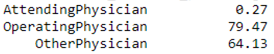 AttendingPhysician 0.27
OperatingPhysician 79.47
OtherPhysician 64.13